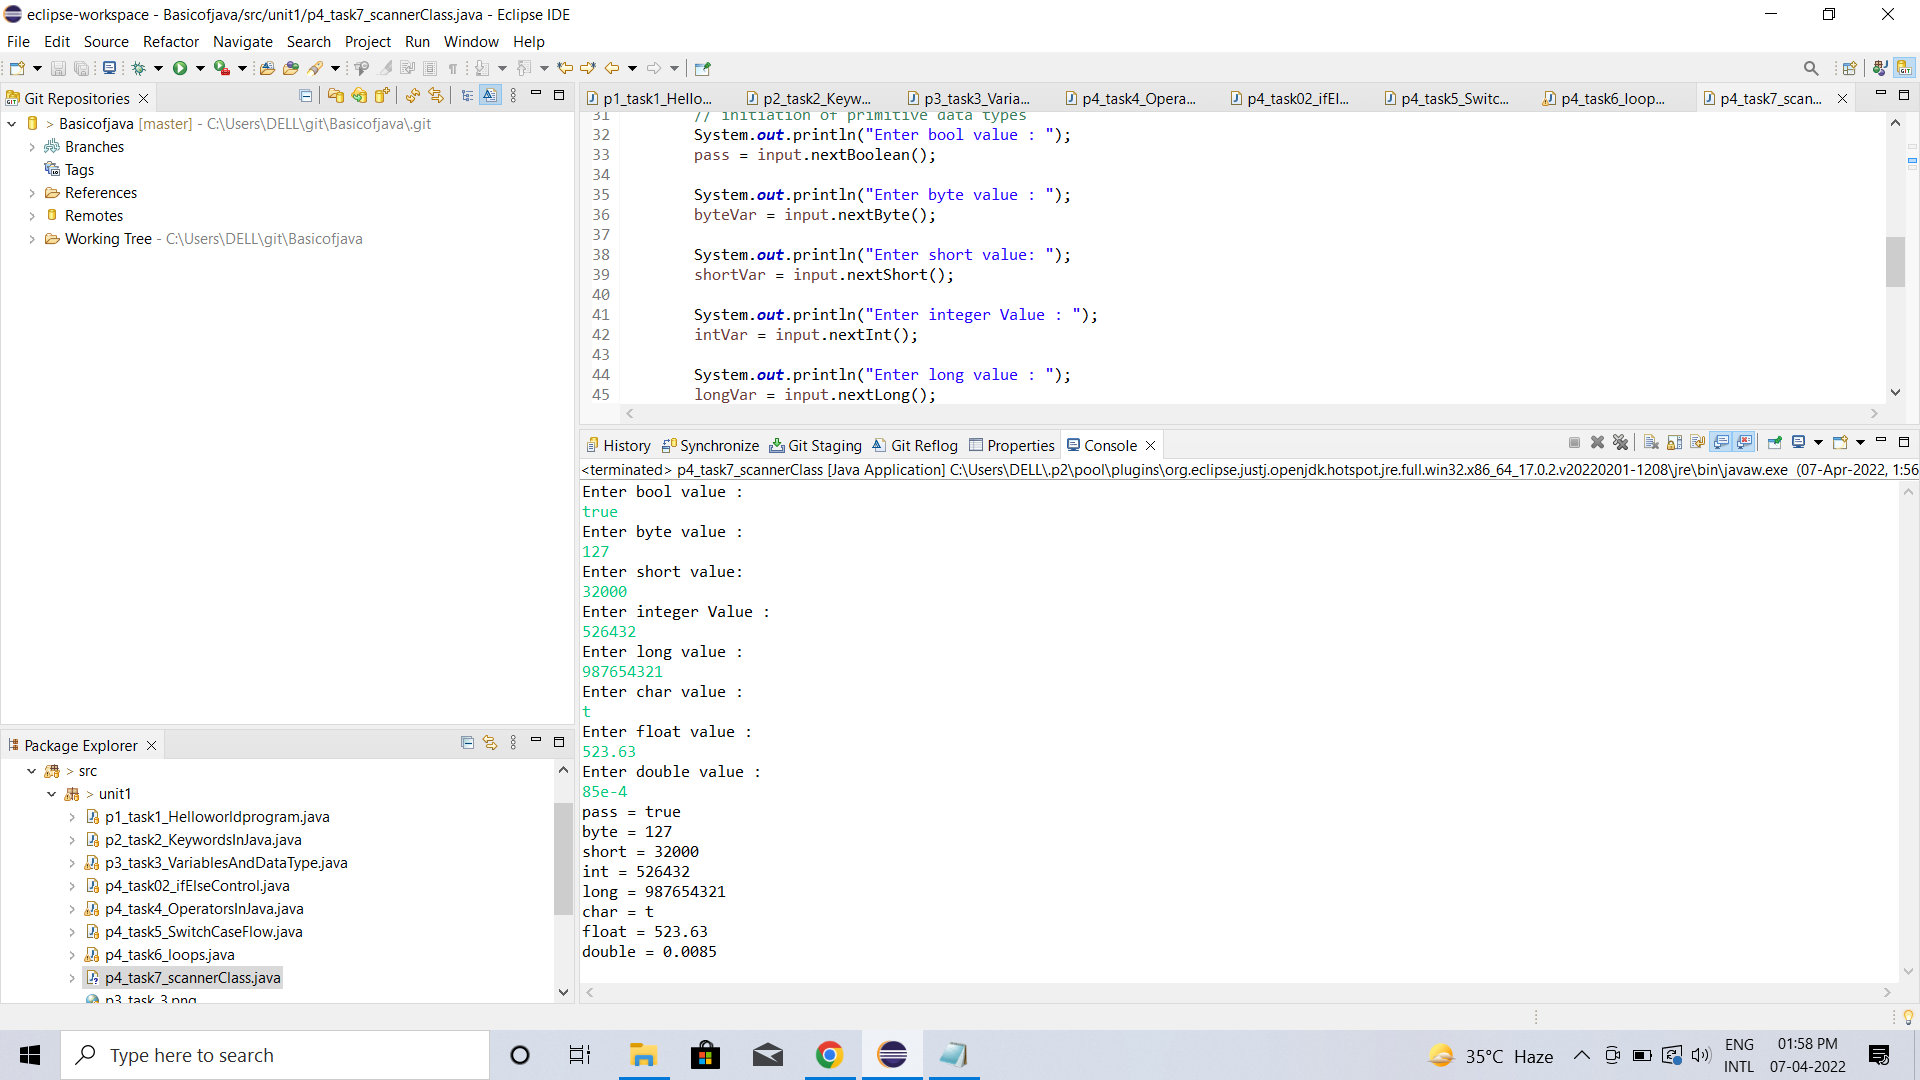 eclipse-workspace - Basicofjava/src/unit1/p4_task7_scannerClass.java - Eclipse IDE
File Edit Source Refactor Navigate Search Project Run Window Help
Git Repositories
Basicofjava [master] - C:\Users\DELL\git\Basicofjava\.git
Branches
Tags
References
Remotes
Working Tree - C:\Users\DELL\git\Basicofjava
p1_task1_Hello... p2_task2_Keyw... p3_task3_Varia... p4_task4_Opera... p4_task02_ifEl... p4_task5_Switc... p4_task6_loop... p4_task7_scan...
31 // initiation of primitive data types
32 System.out.println("Enter bool value : ");
33 pass = input.nextBoolean();
34
35 System.out.println("Enter byte value : ");
36 byteVar = input.nextByte();
37
38 System.out.println("Enter short value: ");
39 shortVar = input.nextShort();
40
41 System.out.println("Enter integer Value : ");
42 intVar = input.nextInt();
43
44 System.out.println("Enter long value : ");
45 longVar = input.nextLong();
History Synchronize Git Staging Git Reflog Properties Console
<terminated> p4_task7_scannerClass [Java Application] C:\Users\DELL\.p2\pool\plugins\org.eclipse.justj.openjdk.hotspot.jre.full.win32.x86_64_17.0.2.v20220201-1208\jre\bin\javaw.exe (07-Apr-2022, 1:56
Enter bool value :
true
Enter byte value :
127
Enter short value:
32000
Enter integer Value :
526432
Enter long value :
987654321
Enter char value :
t
Enter float value :
523.63
Enter double value :
85e-4
pass = true
byte = 127
short = 32000
int = 526432
long = 987654321
char = t
float = 523.63
double = 0.0085
Package Explorer
> src
> unit1
p1_task1_Helloworldprogram.java
p2_task2_KeywordsInJava.java
p3_task3_VariablesAndDataType.java
p4_task02_ifElseControl.java
p4_task4_OperatorsInJava.java
p4_task5_SwitchCaseFlow.java
p4_task6_loops.java
p4_task7_scannerClass.java
p3_task_3.png
Type here to search
35°C Haze
ENG
INTL
01:58 PM
07-04-2022